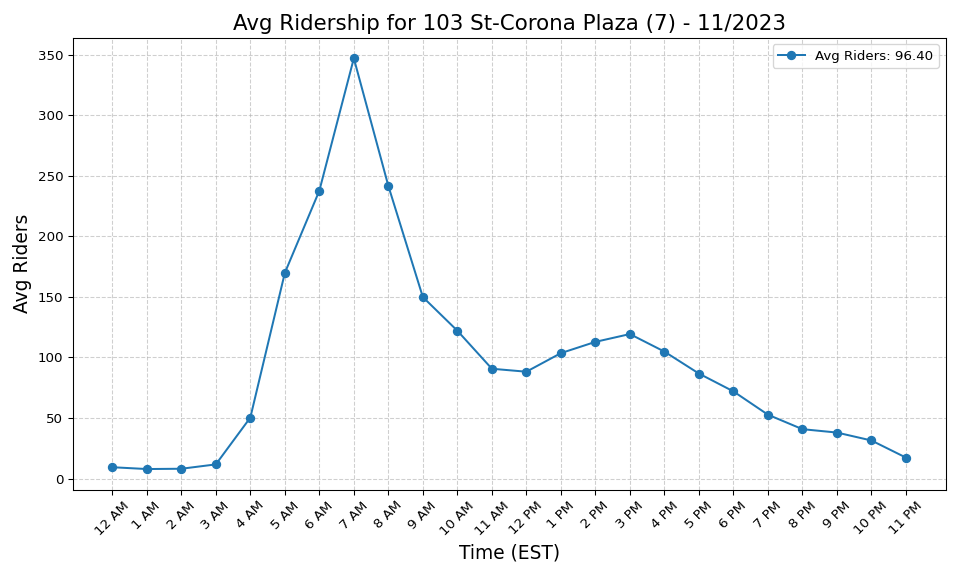 Avg Ridership for 103 St-Corona Plaza (7) - 11/2023
Avg Riders: 96.40
Avg Riders
350
300
250
200
150
100
50
0
12 AM 1 AM 2 AM 3 AM 4 AM 5 AM 6 AM 7 AM 8 AM 9 AM 10 AM 11 AM 12 PM 1 PM 2 PM 3 PM 4 PM 5 PM 6 PM 7 PM 8 PM 9 PM 10 PM 11 PM
Time (EST)